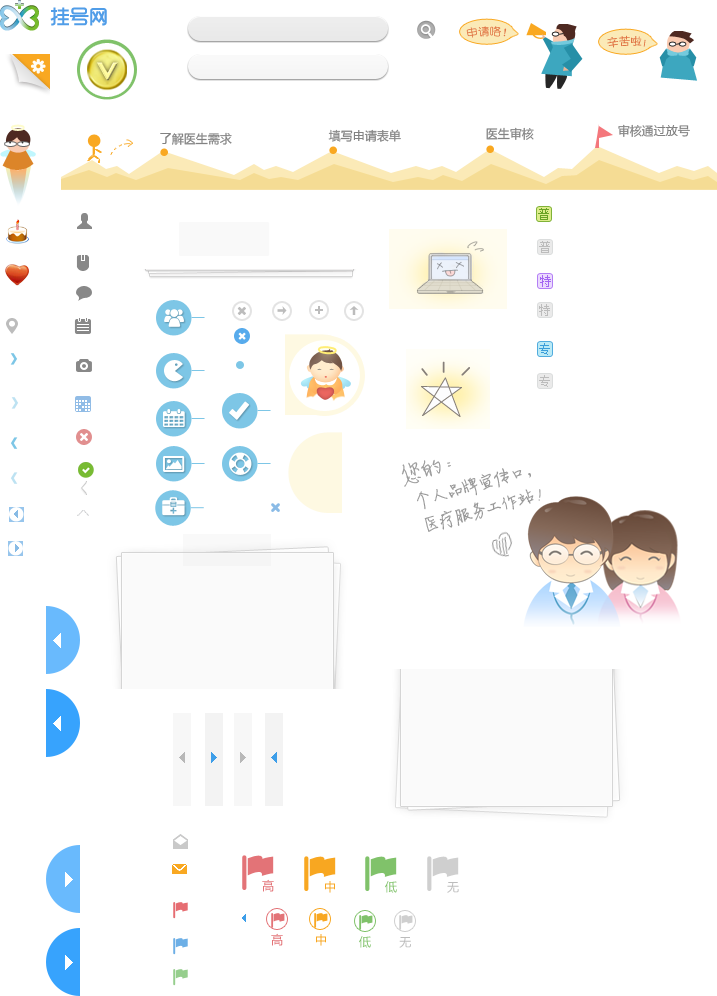 挂号网
申请咯!
辛苦啦!
了解医生需求
填写申请表单
医生审核
审核通过放号
普
普
特
特
专
专
您的:
个人品牌宣传口,
医疗服务工作站!
高
中
低
无
高
中
低
无